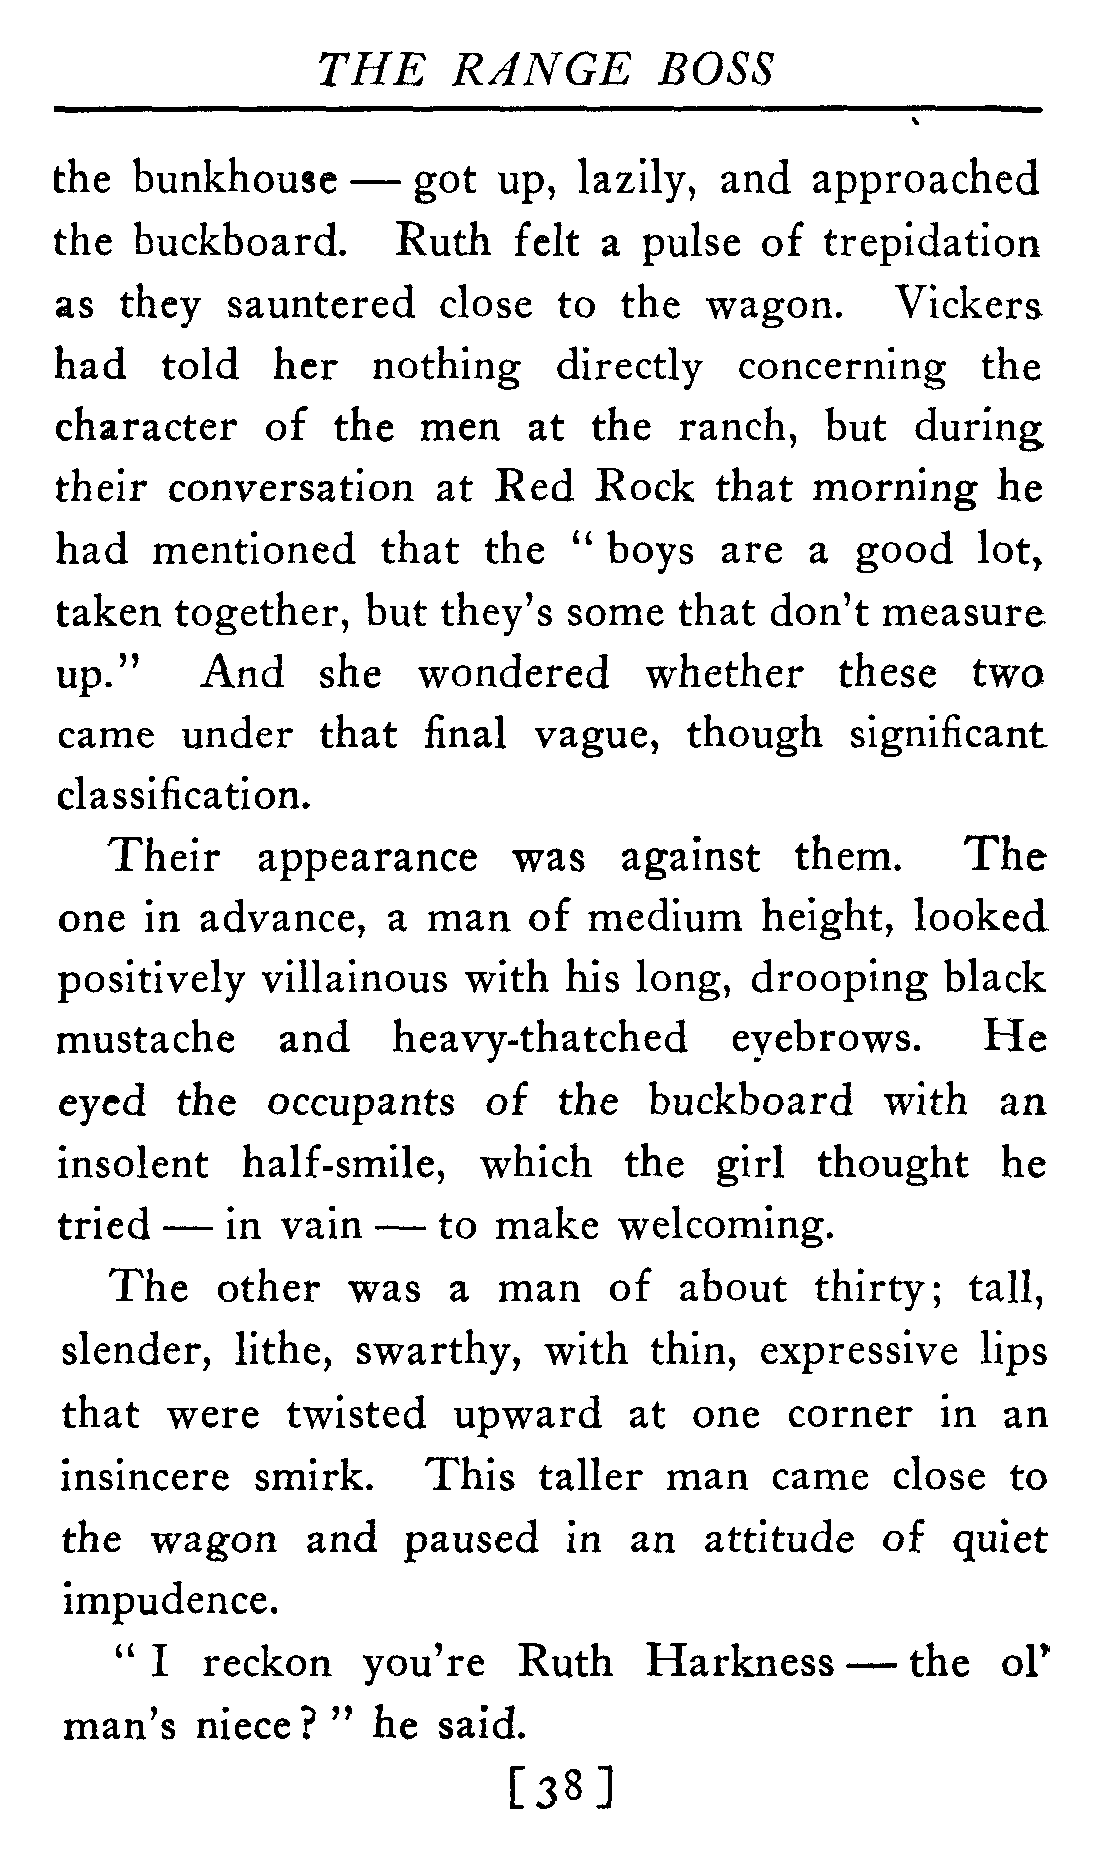 THE RANGE BOSS
the bunkhouse — got up, lazily, and approached
the buckboard. Ruth felt a pulse of trepidation
as they sauntered close to the wagon. Vickers
had told her nothing directly concerning the
character of the men at the ranch, but during
their conversation at Red Rock that morning he
had mentioned that the “ boys are a good lot,
taken together, but they’s some that don’t measure
up.” And she wondered whether these two
came under that final vague, though significant
classification.
Their appearance was against them. The
one in advance, a man of medium height, looked
positively villainous with his long, drooping black
mustache and heavy-thatched eyebrows. He
eyed the occupants of the buckboard with an
insolent half-smile, which the girl thought he
tried — in vain — to make welcoming.
The other was a man of about thirty; tall,
slender, lithe, swarthy, with thin, expressive lips
that were twisted upward at one corner in an
insincere smirk. This taller man came close to
the wagon and paused in an attitude of quiet
impudence.
“ I reckon you’re Ruth Harkness — the ol’
man’s niece ? ” he said.
[ 38 ]